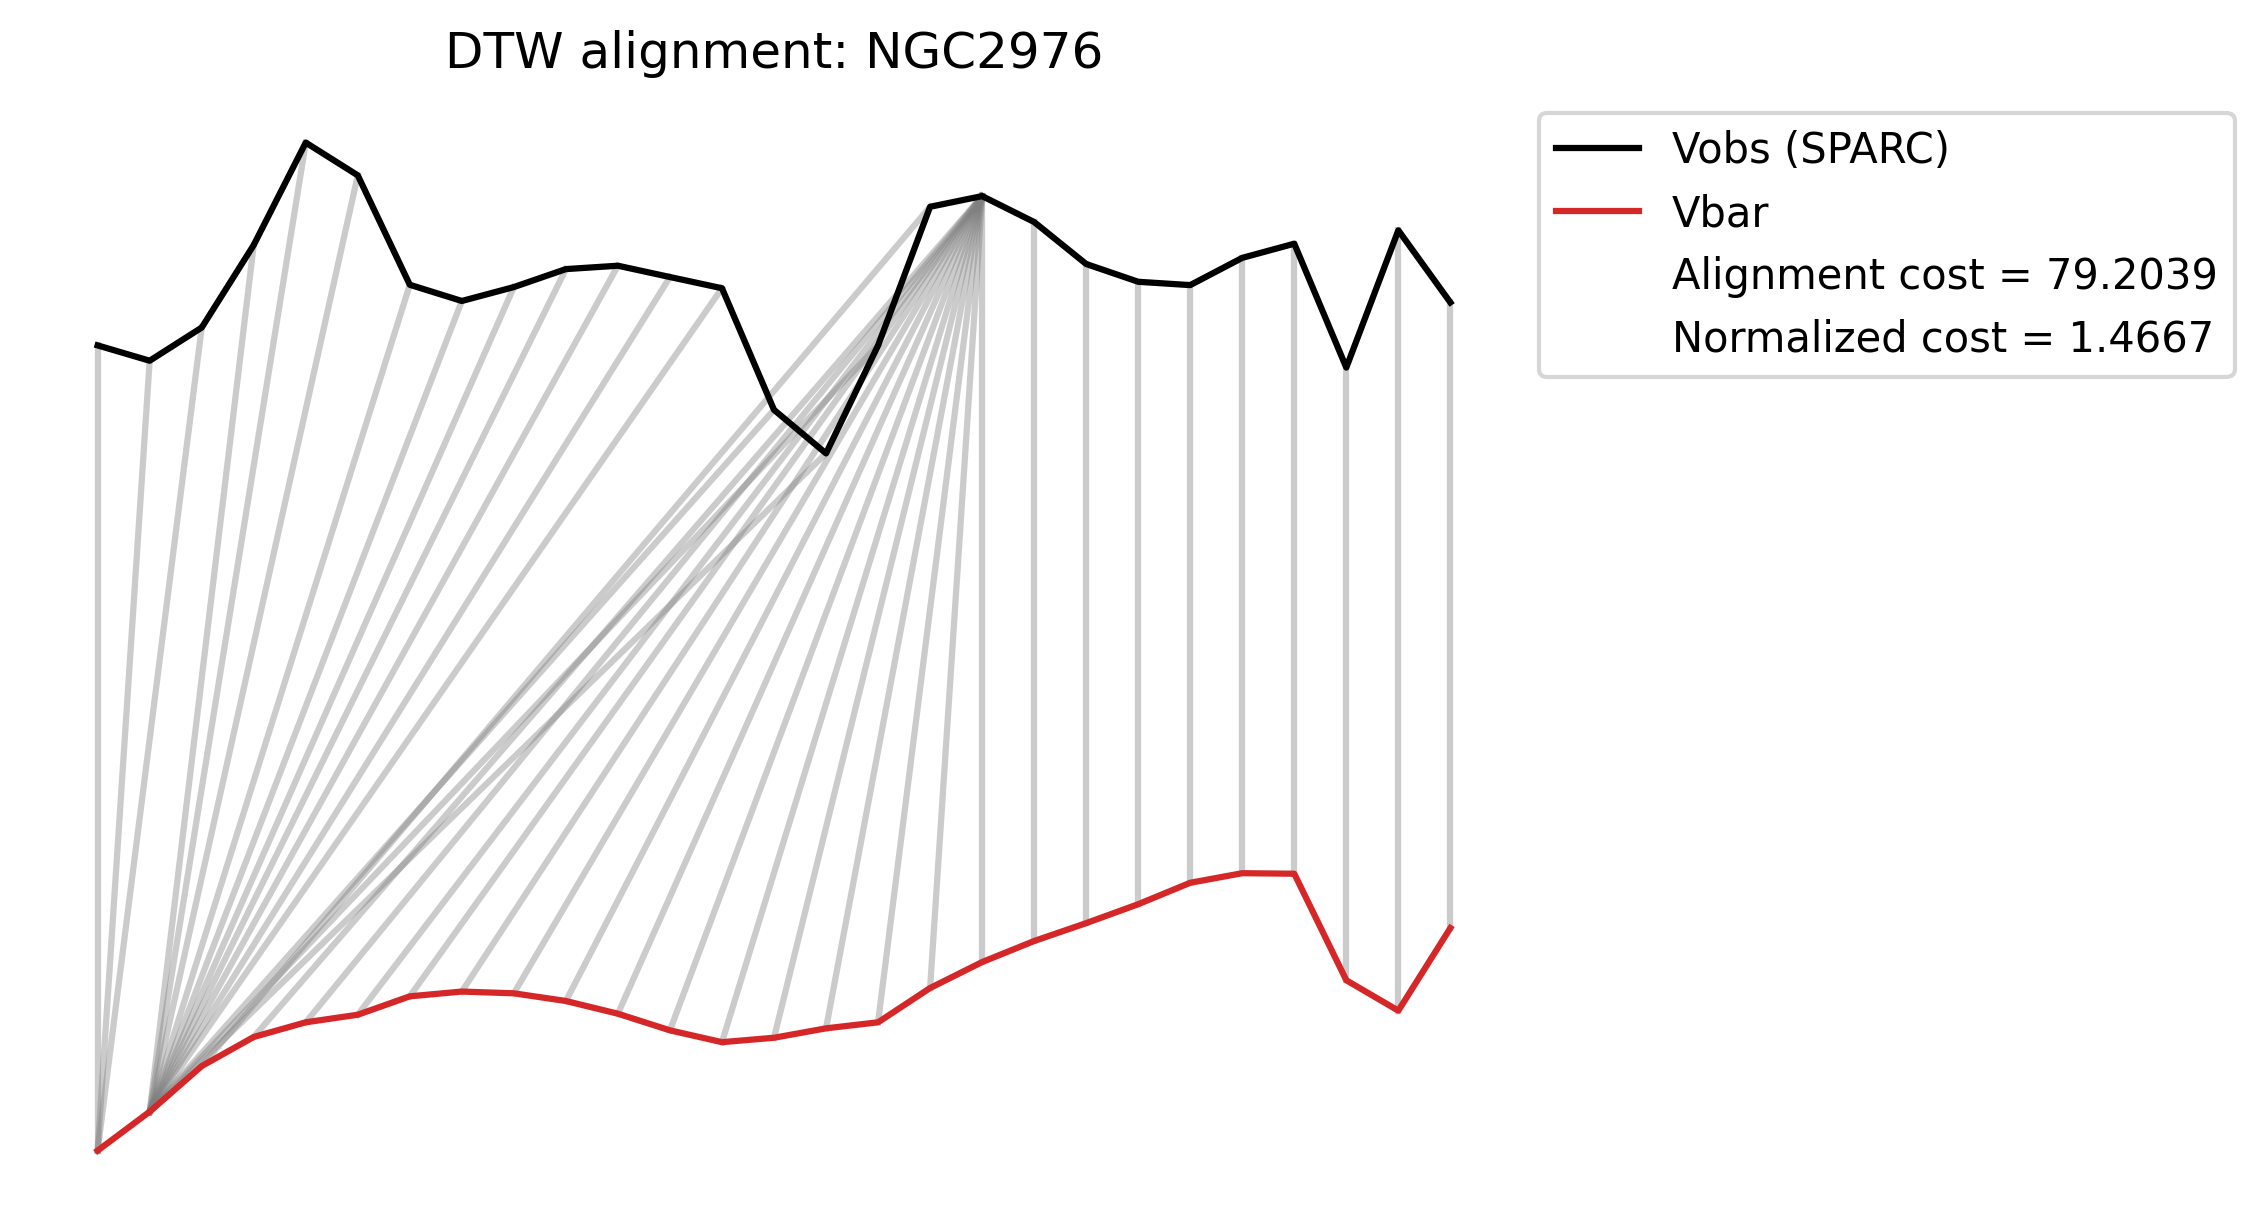 DTW alignment: NGC2976
Vobs (SPARC)
Vbar
Alignment cost = 79.2039
Normalized cost = 1.4667